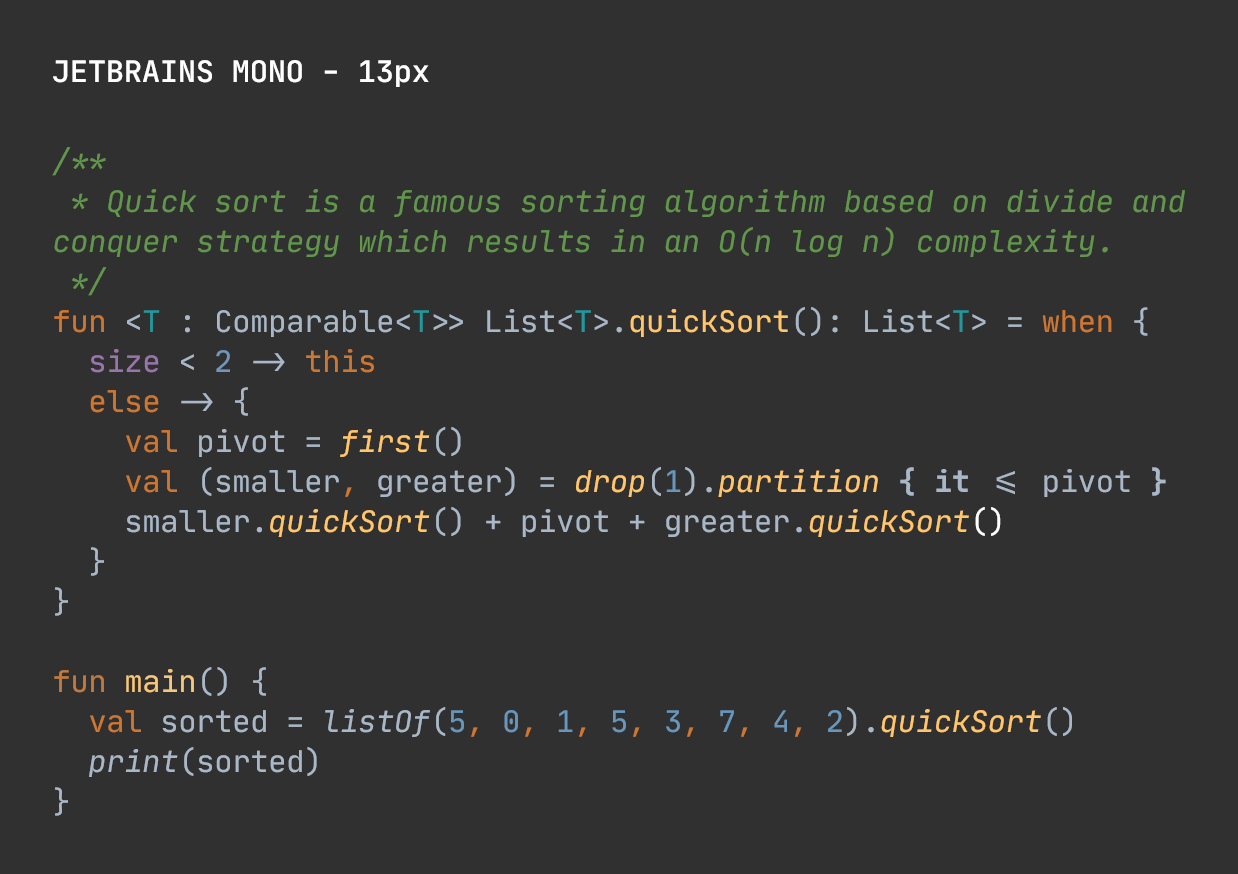 JETBRAINS MONO - 13px
/**
 * Quick sort is a famous sorting algorithm based on divide and
conquer strategy which results in an O(n log n) complexity.
 */
fun <T : Comparable<T>> List<T>.quickSort(): List<T> = when {
  size < 2 -> this
  else -> {
    val pivot = first()
    val (smaller, greater) = drop(1).partition { it <= pivot }
    smaller.quickSort() + pivot + greater.quickSort()
  }
}
fun main() {
  val sorted = listOf(5, 0, 1, 5, 3, 7, 4, 2).quickSort()
  print(sorted)
}